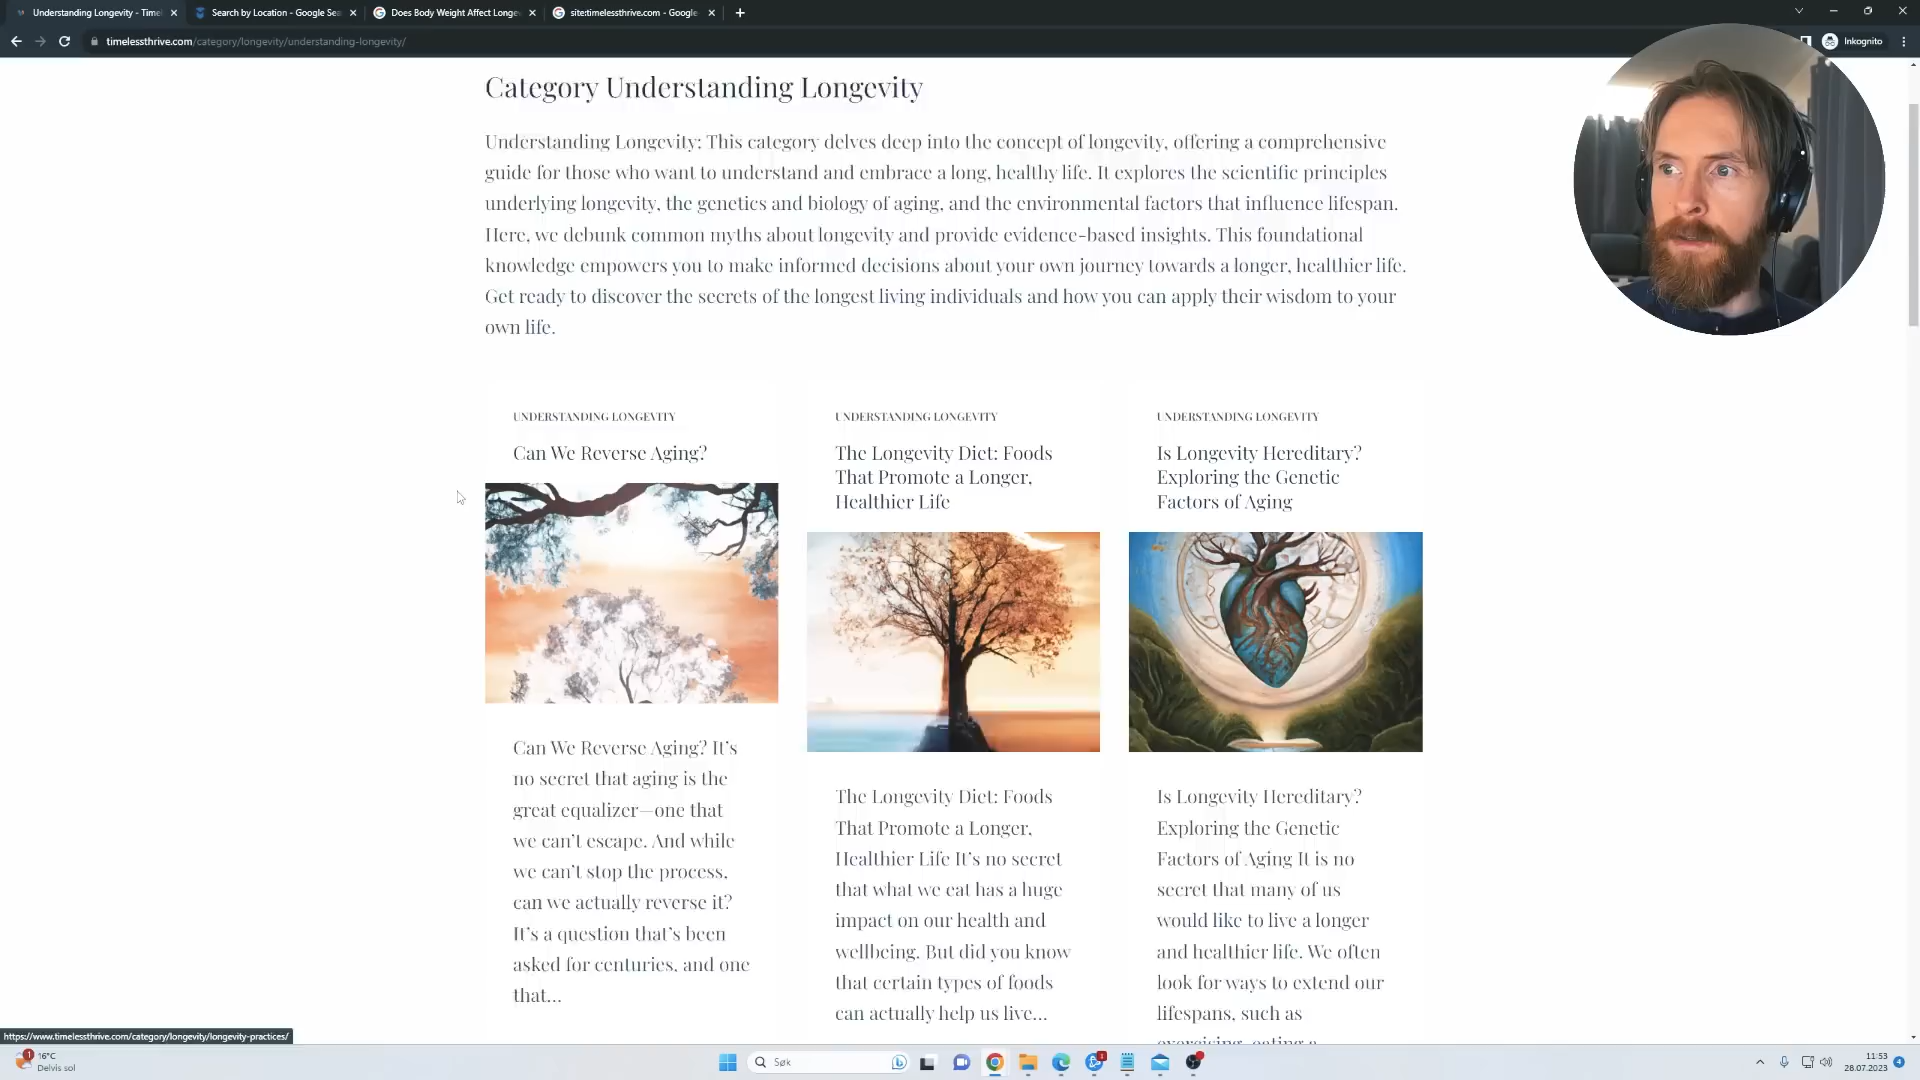 Understanding Longevity - Time
Search by Location - Google Sea
Does Body Weight Affect Longev
site:timelessthrive.com - Google
timelessthrive.com/category/longevity/understanding-longevity/
Inkognito
Category Understanding Longevity
Understanding Longevity: This category delves deep into the concept of longevity, offering a comprehensive
guide for those who want to understand and embrace a long, healthy life. It explores the scientific principles
underlying longevity, the genetics and biology of aging, and the environmental factors that influence lifespan.
Here, we debunk common myths about longevity and provide evidence-based insights. This foundational
knowledge empowers you to make informed decisions about your own journey towards a longer, healthier life.
Get ready to discover the secrets of the longest living individuals and how you can apply their wisdom to your
own life.
UNDERSTANDING LONGEVITY
Can We Reverse Aging?
Can We Reverse Aging? It's
no secret that aging is the
great equalizer—one that
we can't escape. And while
we can't stop the process,
can we actually reverse it?
It's a question that's been
asked for centuries, and one
that...
UNDERSTANDING LONGEVITY
The Longevity Diet: Foods
That Promote a Longer,
Healthier Life
The Longevity Diet: Foods
That Promote a Longer,
Healthier Life It's no secret
that what we eat has a huge
impact on our health and
wellbeing. But did you know
that certain types of foods
can actually help us live...
UNDERSTANDING LONGEVITY
Is Longevity Hereditary?
Exploring the Genetic
Factors of Aging
Is Longevity Hereditary?
Exploring the Genetic
Factors of Aging It is no
secret that many of us
would like to live a longer
and healthier life. We often
look for ways to extend our
lifespans, such as
exercising, eating a
https://www.timelessthrive.com/category/longevity/longevity-practices/
1
16°C
Delvis sol
Søk
1
11:53
28.07.2023
4